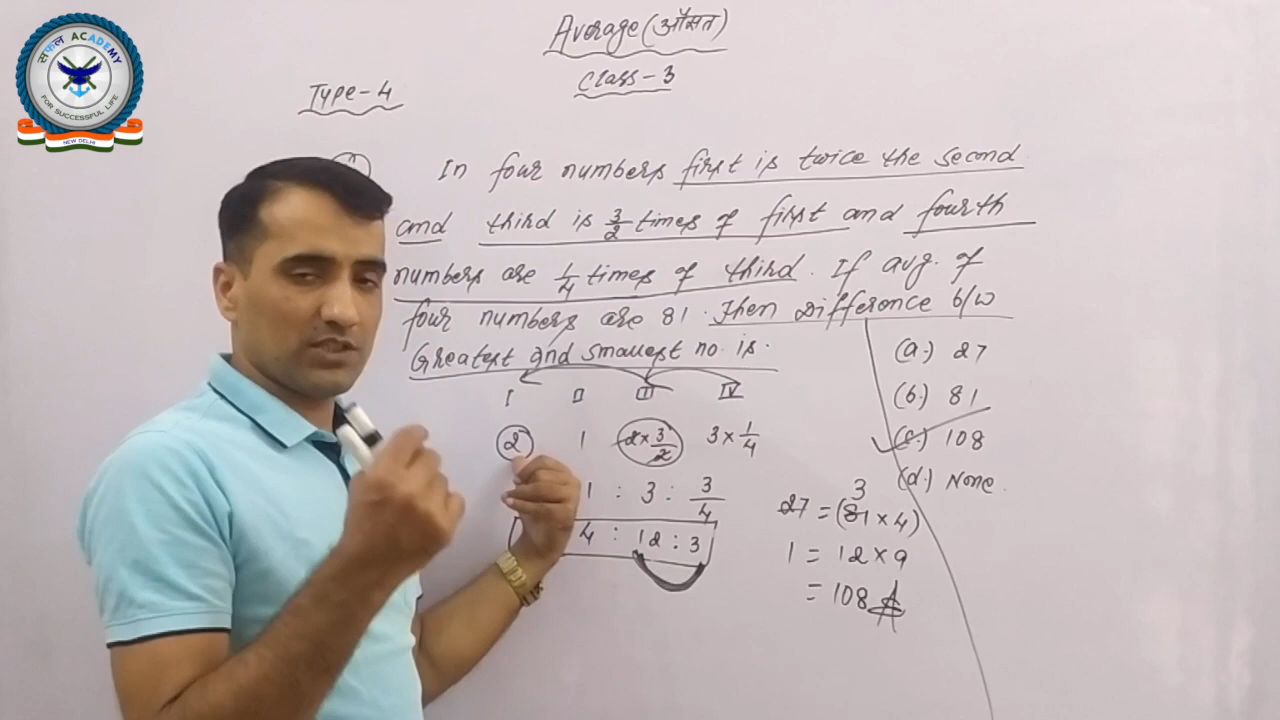 सफल ACADEMY
FOR SUCCESSFUL LIFE
NEW DELHI
Average (औसत)
Class-3
Type-4
In four numbers first is twice the second
and third is 3/2 times of first and fourth
numbers are 1/4 times of third. If avg. of
four numbers are 81. Then Difference b/w
Greatest and smallest no. is.
(a.) 27
(b.) 81
(c.) 108
(d.) None.
I II III IV
2 1 2 × 3/2 3 × 1/4
1 : 3 : 3/4
4 : 12 : 3
3
27 = (81 × 4)
1 = 12 × 9
= 108